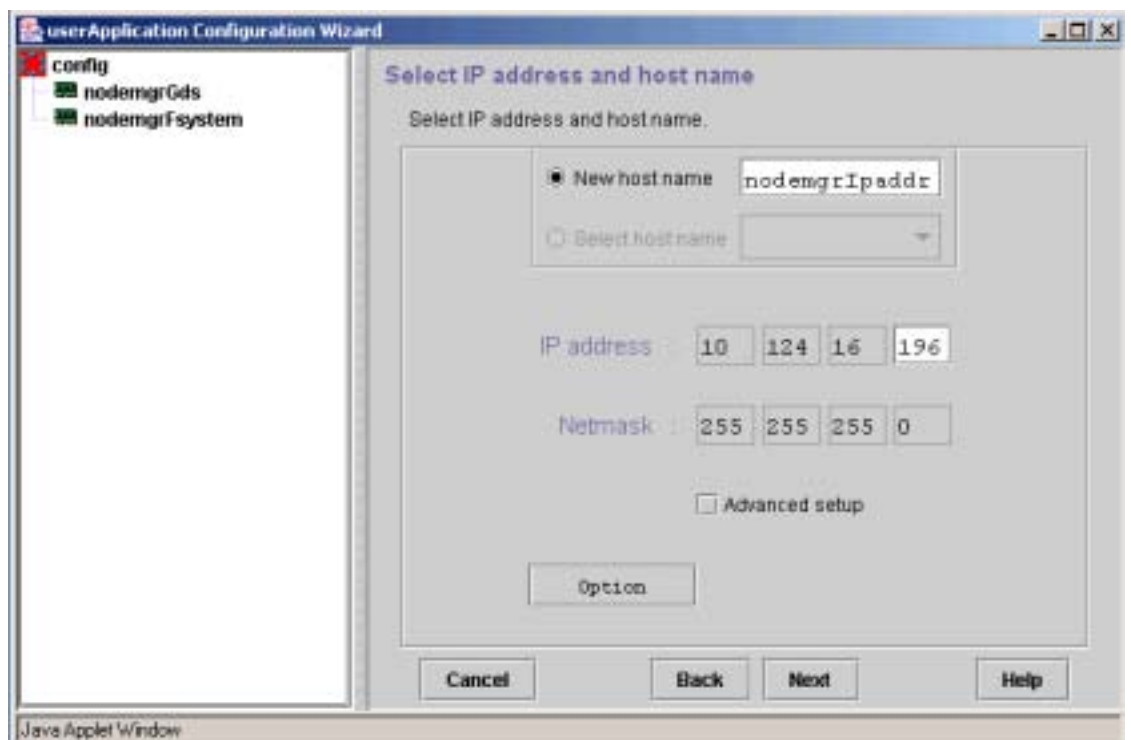 userApplication Configuration Wizard
config
nodemgrGds
nodemgrFsystem
Select IP address and host name
Select IP address and host name.
New host name nodemgrIpaddr
Select host name
IP address : 10 124 16 196
Netmask : 255 255 255 0
Advanced setup
Option
Cancel Back Next Help
Java Applet Window